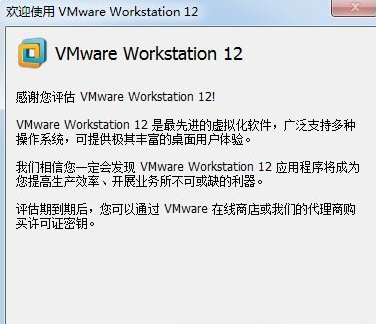 欢迎使用 VMware Workstation 12
VMware Workstation 12
感谢您评估 VMware Workstation 12!
VMware Workstation 12 是最先进的虚拟化软件，广泛支持多种
操作系统，可提供极其丰富的桌面用户体验。
我们相信您一定会发现 VMware Workstation 12 应用程序将成为
您提高生产效率、开展业务所不可或缺的利器。
评估期到期后，您可以通过 VMware 在线商店或我们的代理商购
买许可证密钥。